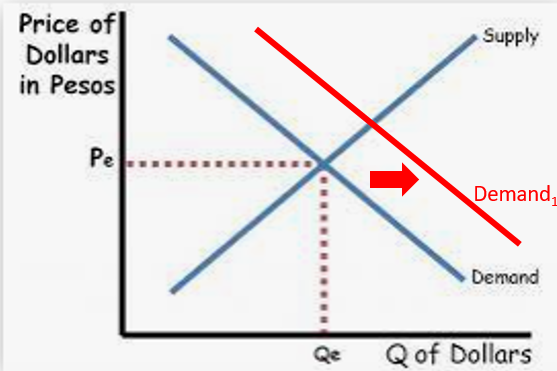 Price of
Dollars
in Pesos
Supply
Pe
Demand₁
Demand
Qe
Q of Dollars